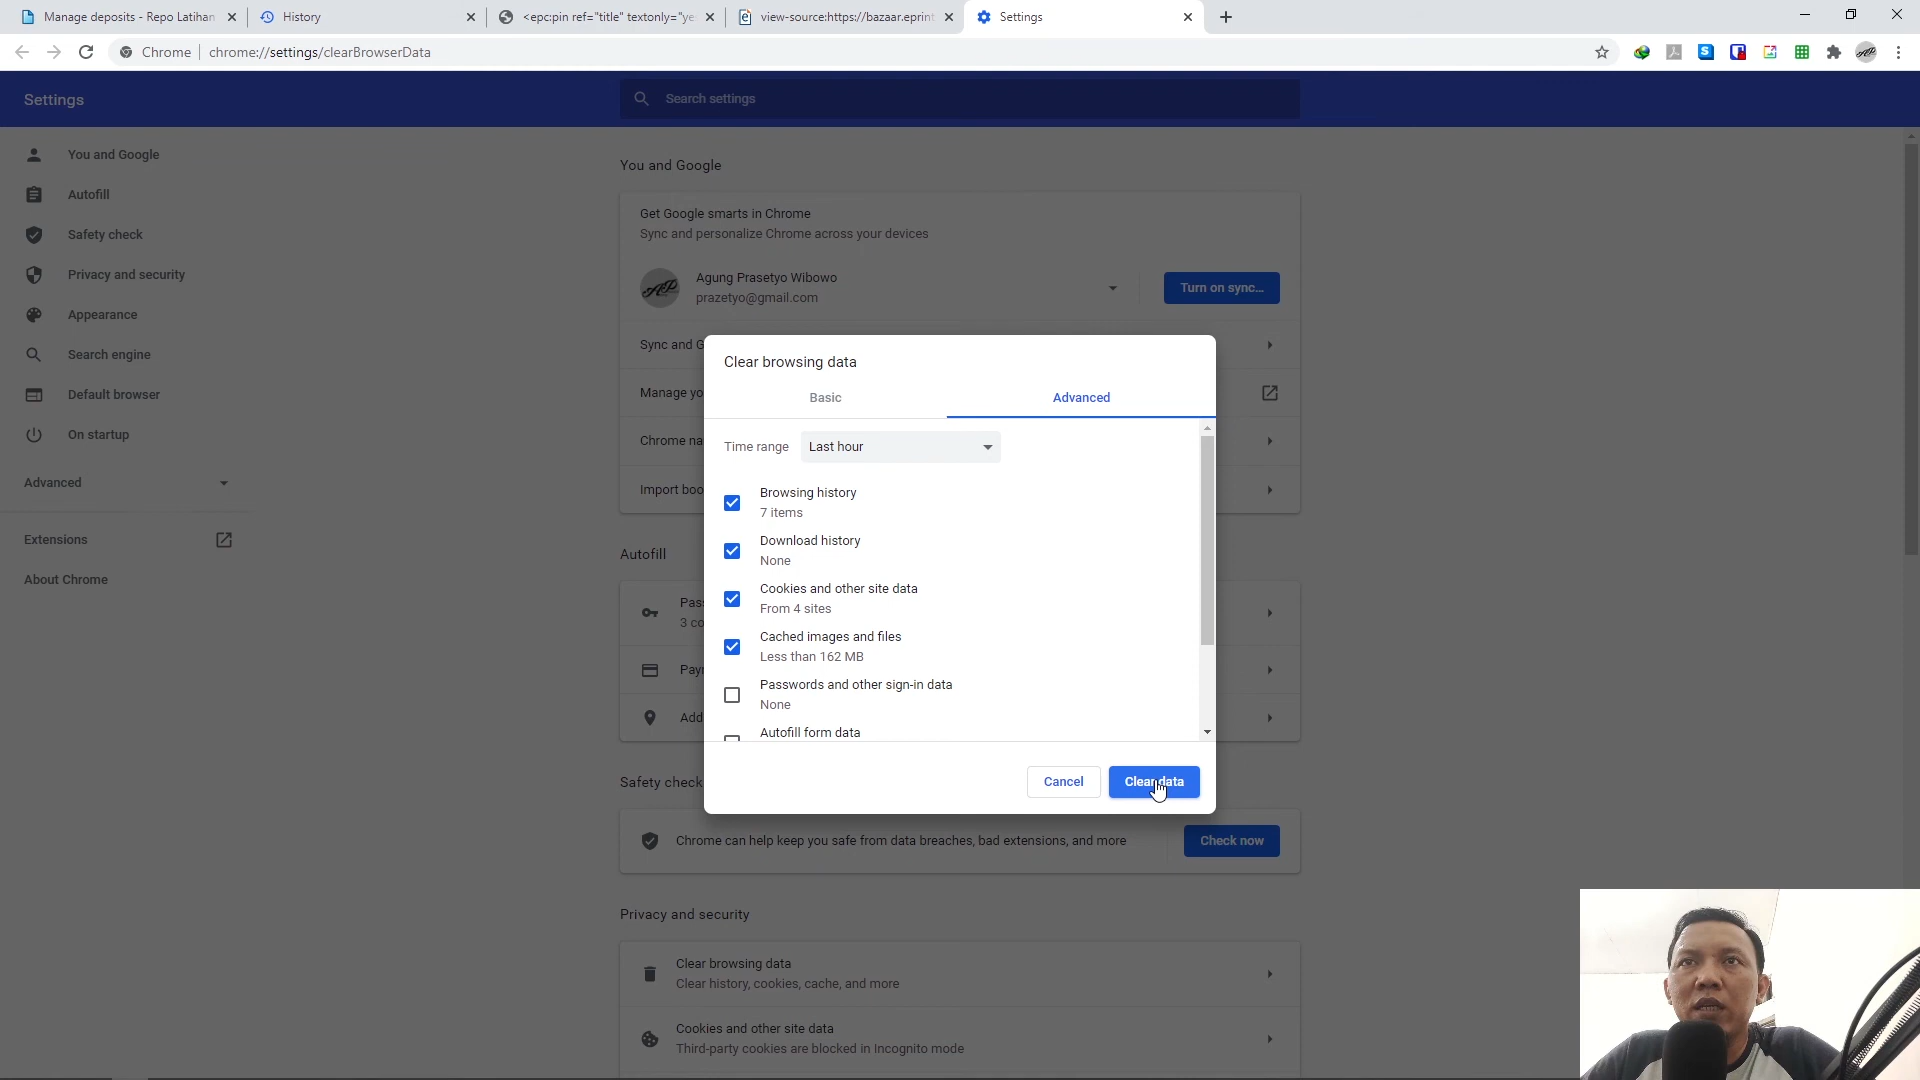 Manage deposits - Repo Latihan
History
<epc:pin ref="title" textonly="ye
view-source:https://bazaar.eprint
Settings
Chrome
chrome://settings/clearBrowserData
Settings
Search settings
You and Google
Autofill
Safety check
Privacy and security
Appearance
Search engine
Default browser
On startup
Advanced
Extensions
About Chrome
You and Google
Get Google smarts in Chrome
Sync and personalize Chrome across your devices
Agung Prasetyo Wibowo
prazetyo@gmail.com
Turn on sync...
Sync and G
Manage yo
Chrome na
Import boo
Autofill
Pas
3 co
Pay
Add
Safety check
Chrome can help keep you safe from data breaches, bad extensions, and more
Check now
Privacy and security
Clear browsing data
Clear history, cookies, cache, and more
Cookies and other site data
Third-party cookies are blocked in Incognito mode
Clear browsing data
Basic
Advanced
Time range
Last hour
Browsing history
7 items
Download history
None
Cookies and other site data
From 4 sites
Cached images and files
Less than 162 MB
Passwords and other sign-in data
None
Autofill form data
Cancel
Clear data